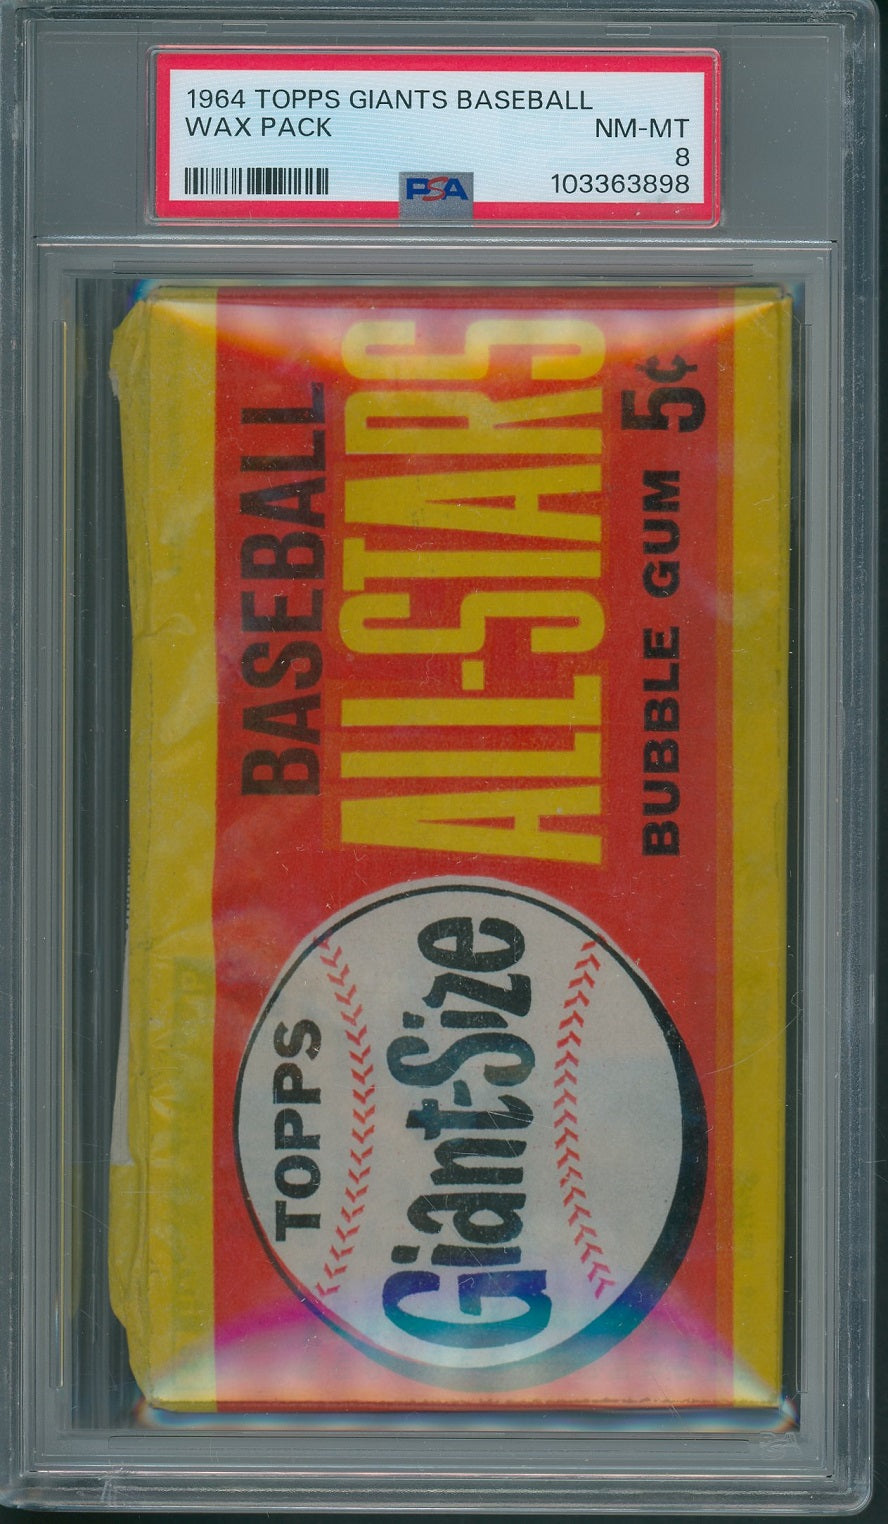 1964 TOPPS GIANTS BASEBALL
WAX PACK NM-MT
8
PSA 103363898
BASEBALL
ALL-STARS
BUBBLE GUM 5¢
TOPPS
Giant-Size